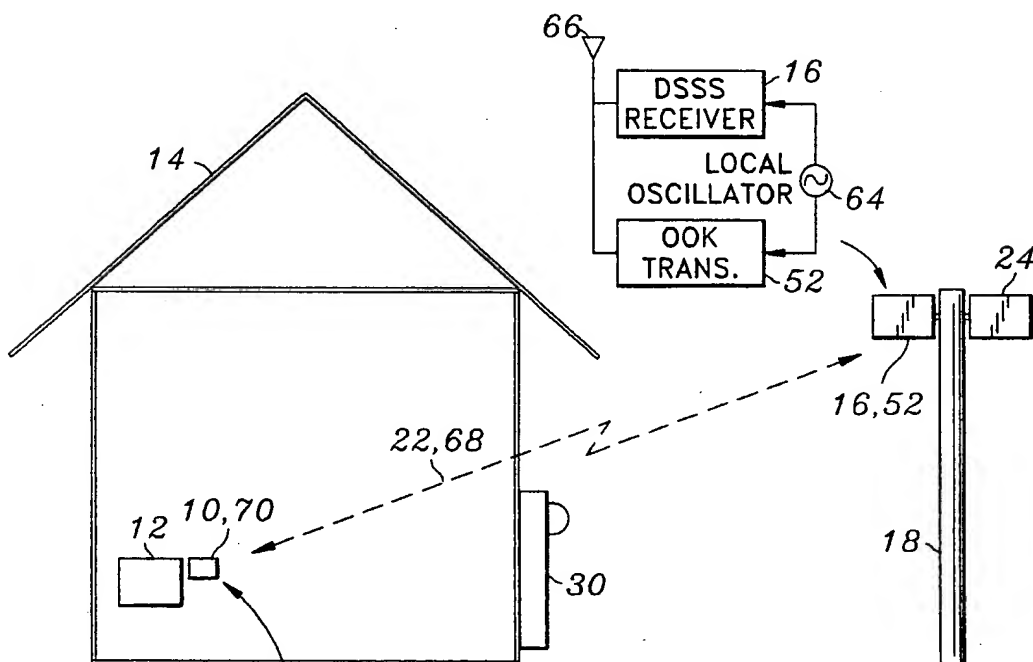 66
16
DSSS
RECEIVER
14
LOCAL
OSCILLATOR
64
OOK
TRANS.
52
24
16,52
22,68
10,70
12
18
30